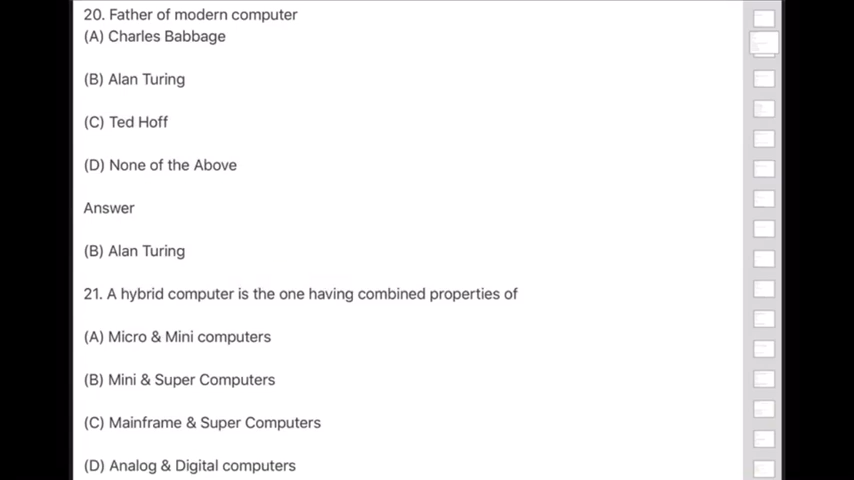 20. Father of modern computer
(A) Charles Babbage
(B) Alan Turing
(C) Ted Hoff
(D) None of the Above
Answer
(B) Alan Turing
21. A hybrid computer is the one having combined properties of
(A) Micro & Mini computers
(B) Mini & Super Computers
(C) Mainframe & Super Computers
(D) Analog & Digital computers